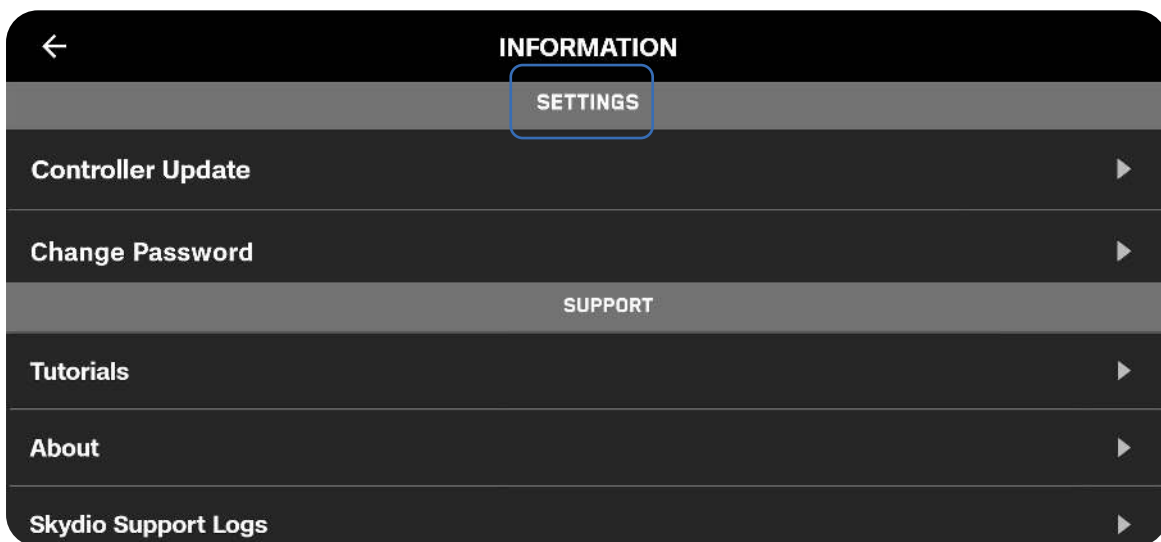 INFORMATION
SETTINGS
Controller Update
Change Password
SUPPORT
Tutorials
About
Skydio Support Logs